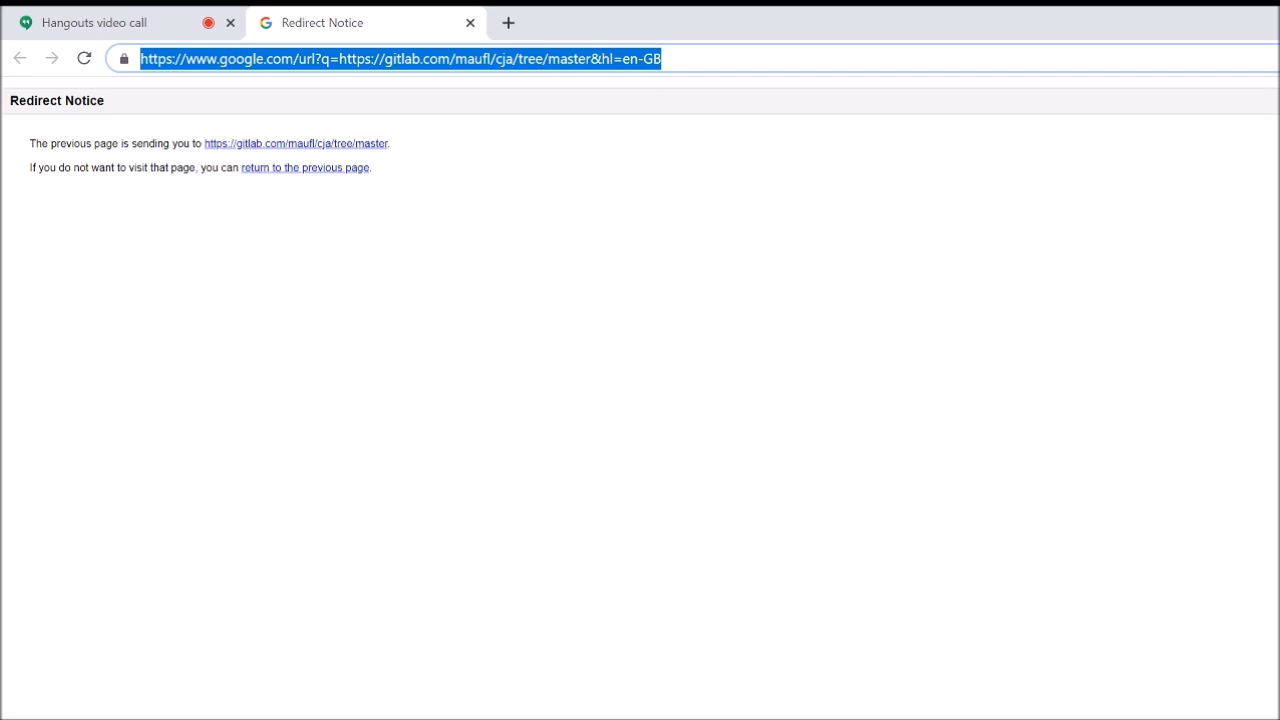 Hangouts video call
Redirect Notice
https://www.google.com/url?q=https://gitlab.com/maufl/cja/tree/master&hl=en-GB
Redirect Notice
The previous page is sending you to https://gitlab.com/maufl/cja/tree/master.
If you do not want to visit that page, you can return to the previous page.